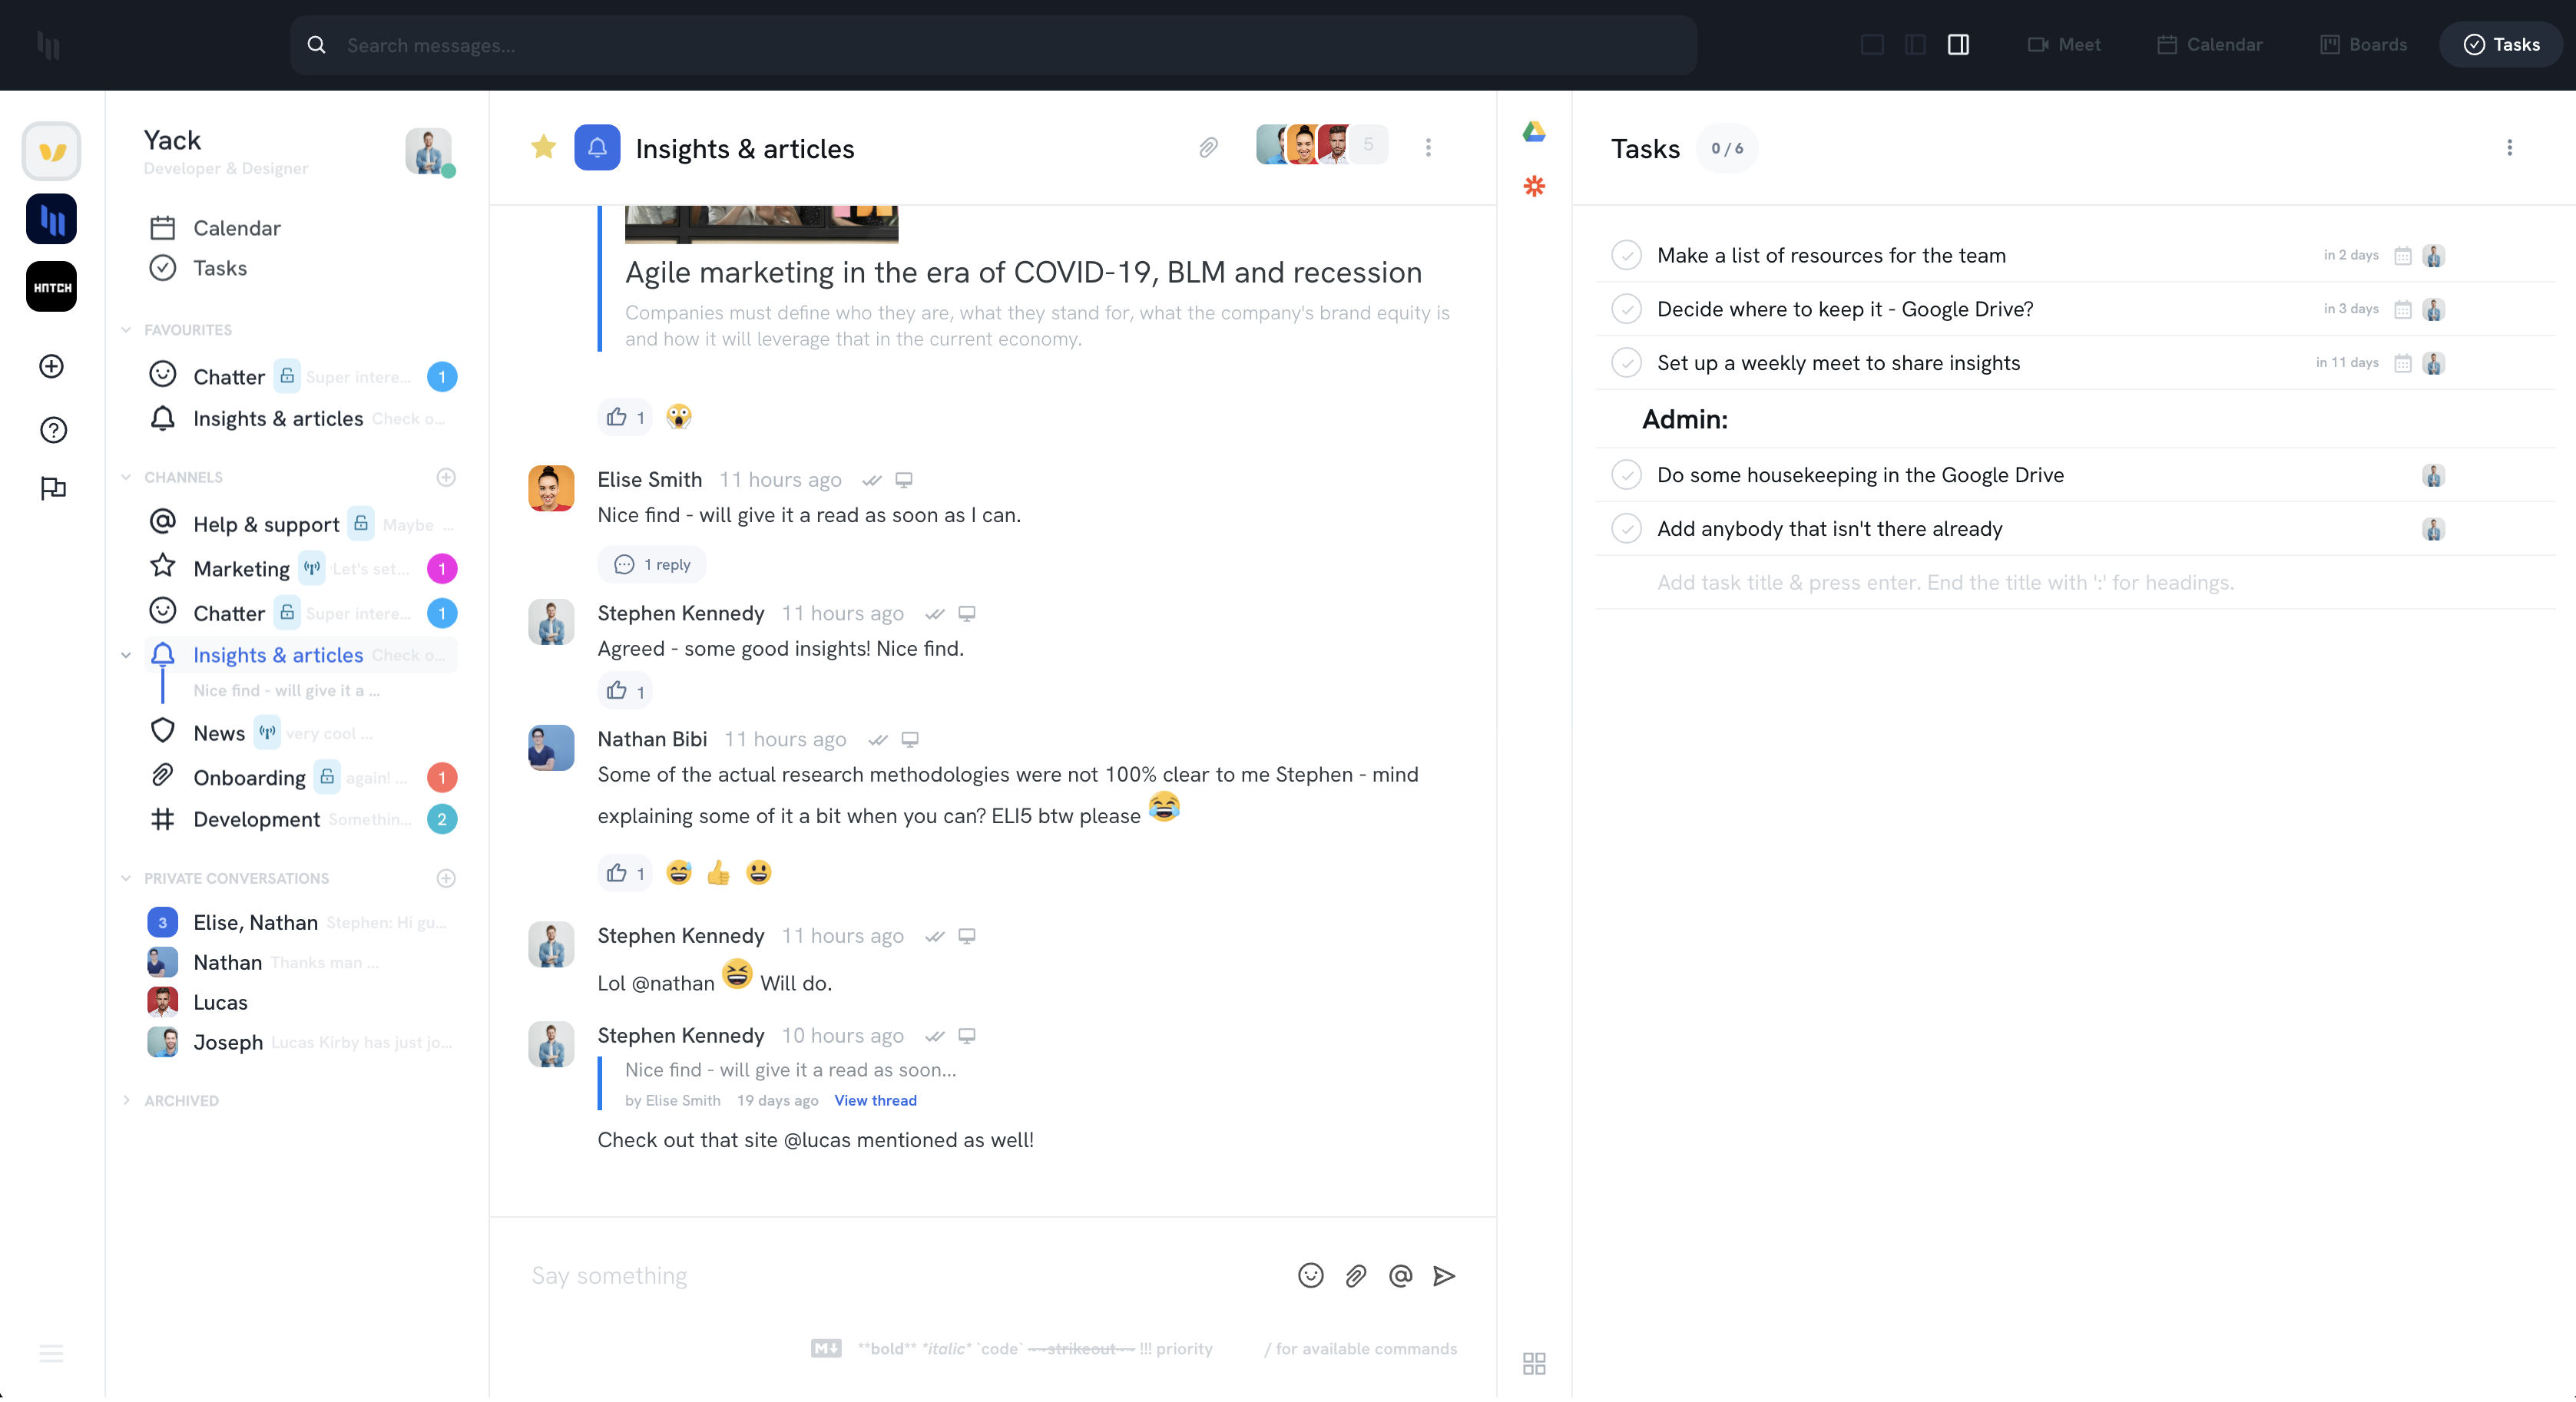 Search messages...
Meet
Calendar
Boards
Tasks
Yack
Developer & Designer
Calendar
Tasks
FAVOURITES
Chatter Super intere... 1
Insights & articles Check o...
CHANNELS
Help & support Maybe ...
Marketing Let's set... 1
Chatter Super intere... 1
Insights & articles Check o...
Nice find - will give it a ...
News very cool ...
Onboarding again! ... 1
Development Somethin... 2
PRIVATE CONVERSATIONS
3 Elise, Nathan Stephen: Hi gu...
Nathan Thanks man ...
Lucas
Joseph Lucas Kirby has just jo...
ARCHIVED
HNTCH
Insights & articles
5
Agile marketing in the era of COVID-19, BLM and recession
Companies must define who they are, what they stand for, what the company's brand equity is
and how it will leverage that in the current economy.
1
Elise Smith 11 hours ago
Nice find - will give it a read as soon as I can.
1 reply
Stephen Kennedy 11 hours ago
Agreed - some good insights! Nice find.
1
Nathan Bibi 11 hours ago
Some of the actual research methodologies were not 100% clear to me Stephen - mind
explaining some of it a bit when you can? ELI5 btw please 😂
1 😅 👍 😃
Stephen Kennedy 11 hours ago
Lol @nathan 😆 Will do.
Stephen Kennedy 10 hours ago
Nice find - will give it a read as soon...
by Elise Smith 19 days ago View thread
Check out that site @lucas mentioned as well!
Say something
M↓ **bold** *italic* `code` ~~strikeout~~ !!! priority / for available commands
Tasks 0 / 6
Make a list of resources for the team in 2 days
Decide where to keep it - Google Drive? in 3 days
Set up a weekly meet to share insights in 11 days
Admin:
Do some housekeeping in the Google Drive
Add anybody that isn't there already
Add task title & press enter. End the title with ':' for headings.